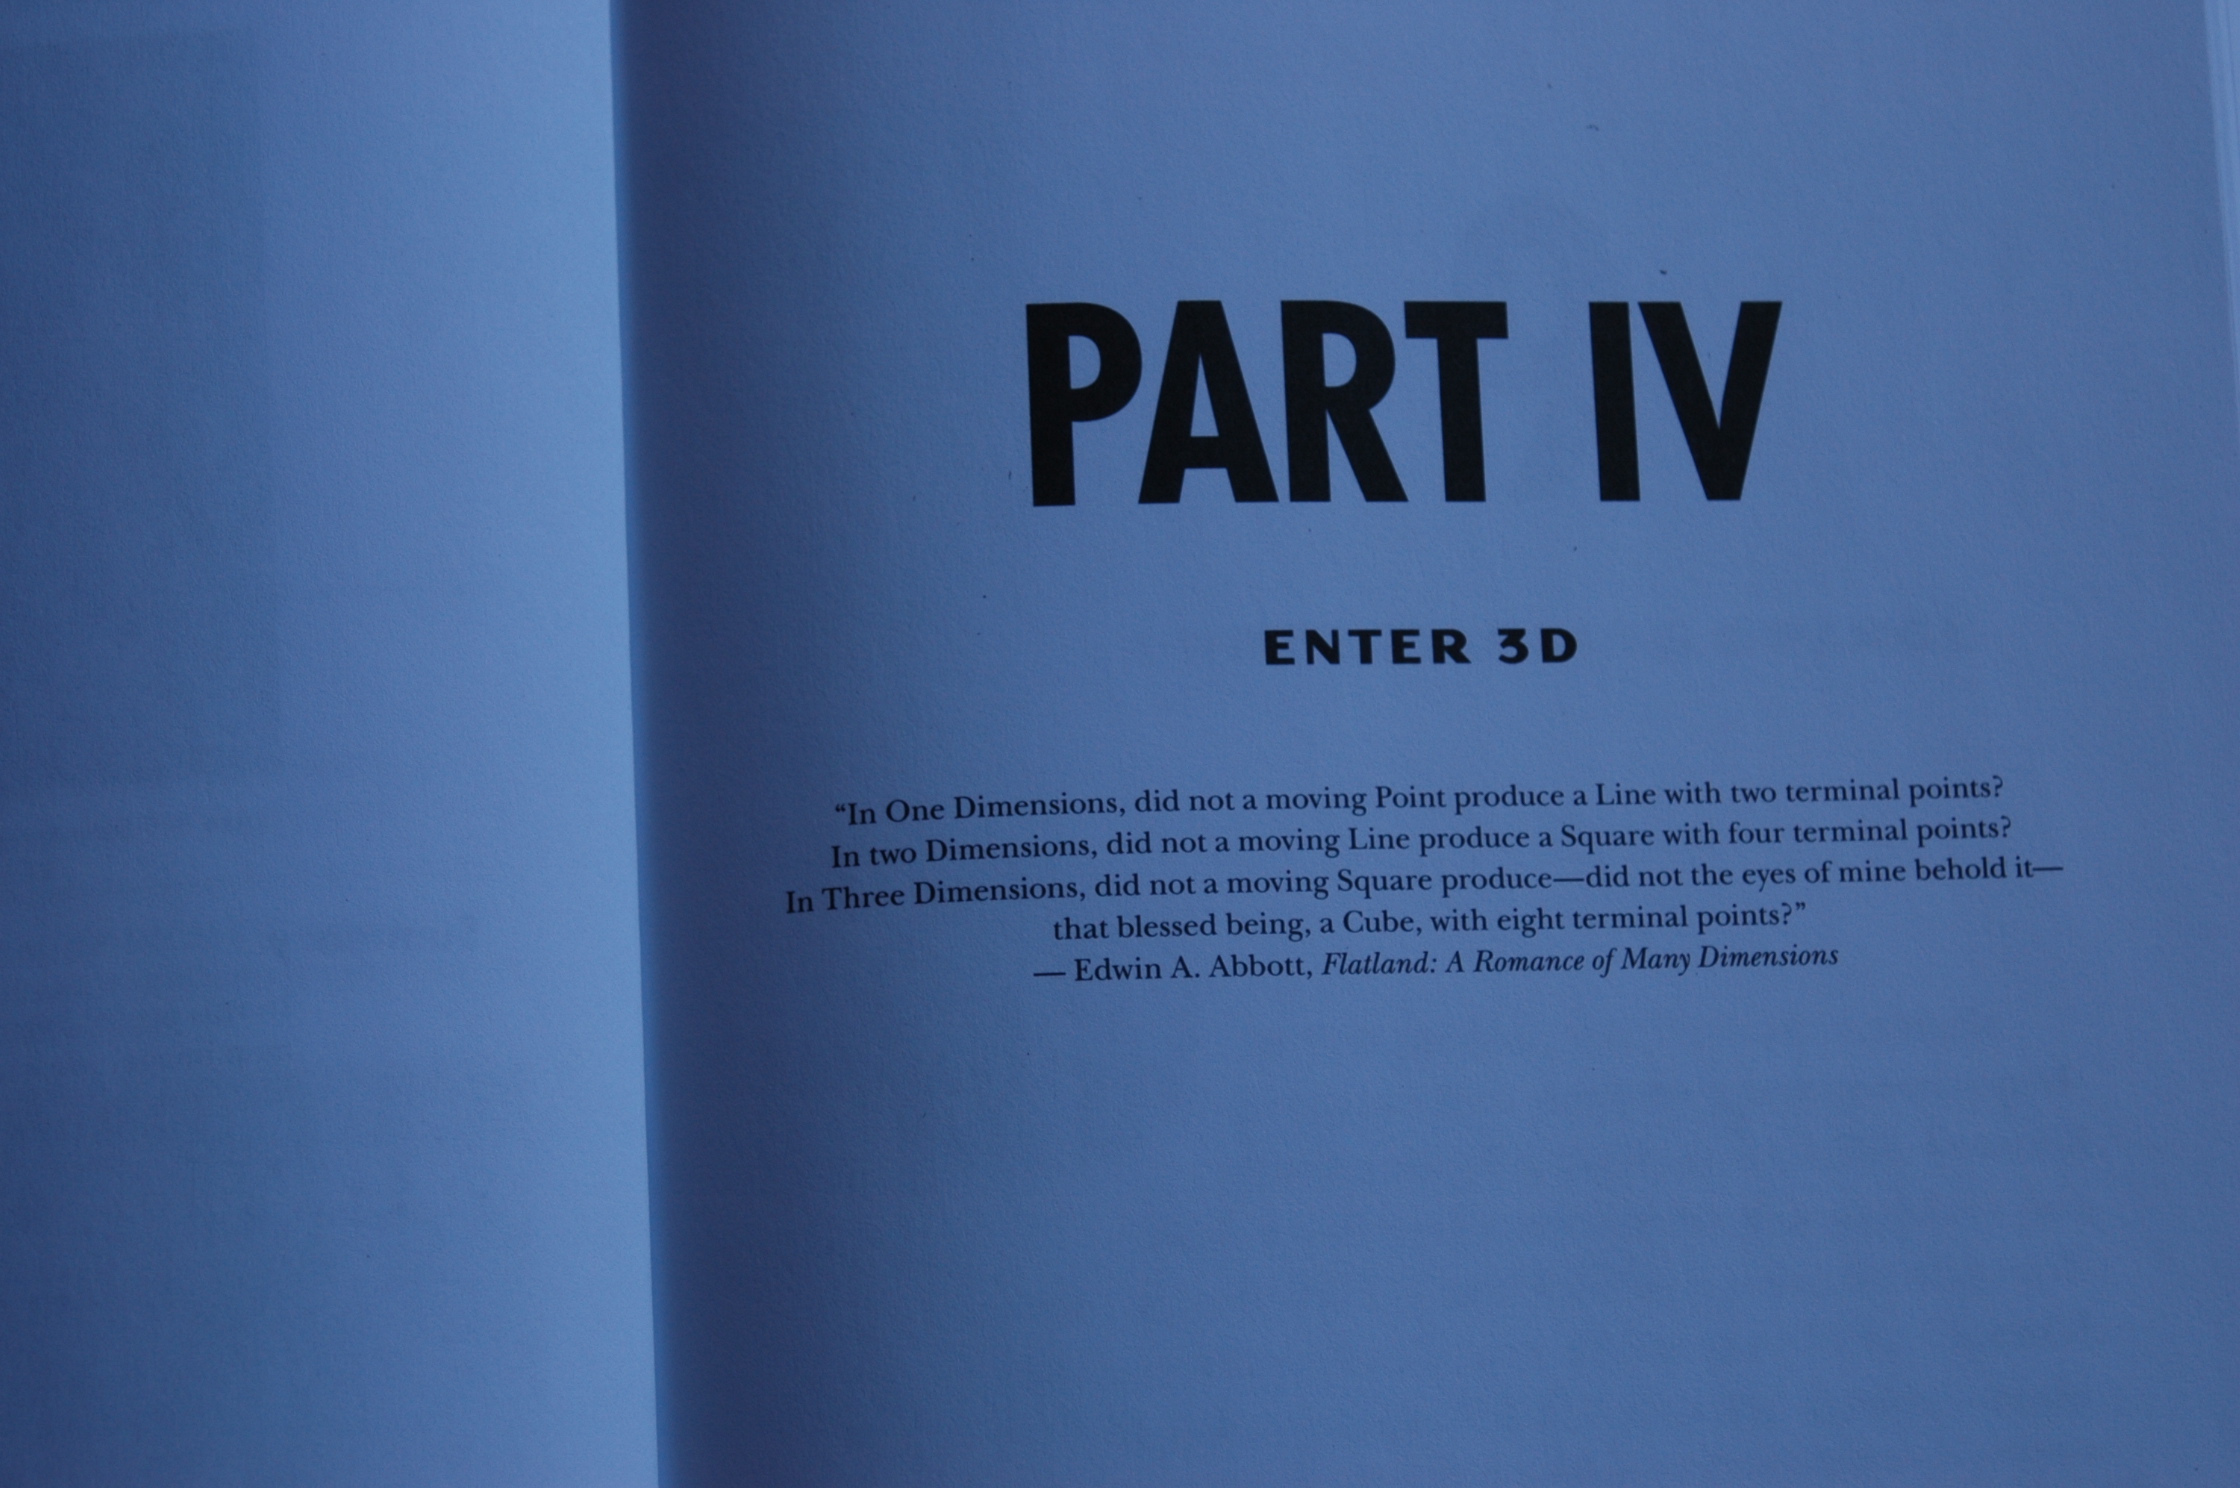 PART IV
ENTER 3D
“In One Dimensions, did not a moving Point produce a Line with two terminal points?
In two Dimensions, did not a moving Line produce a Square with four terminal points?
In Three Dimensions, did not a moving Square produce—did not the eyes of mine behold it—
that blessed being, a Cube, with eight terminal points?”
— Edwin A. Abbott, Flatland: A Romance of Many Dimensions